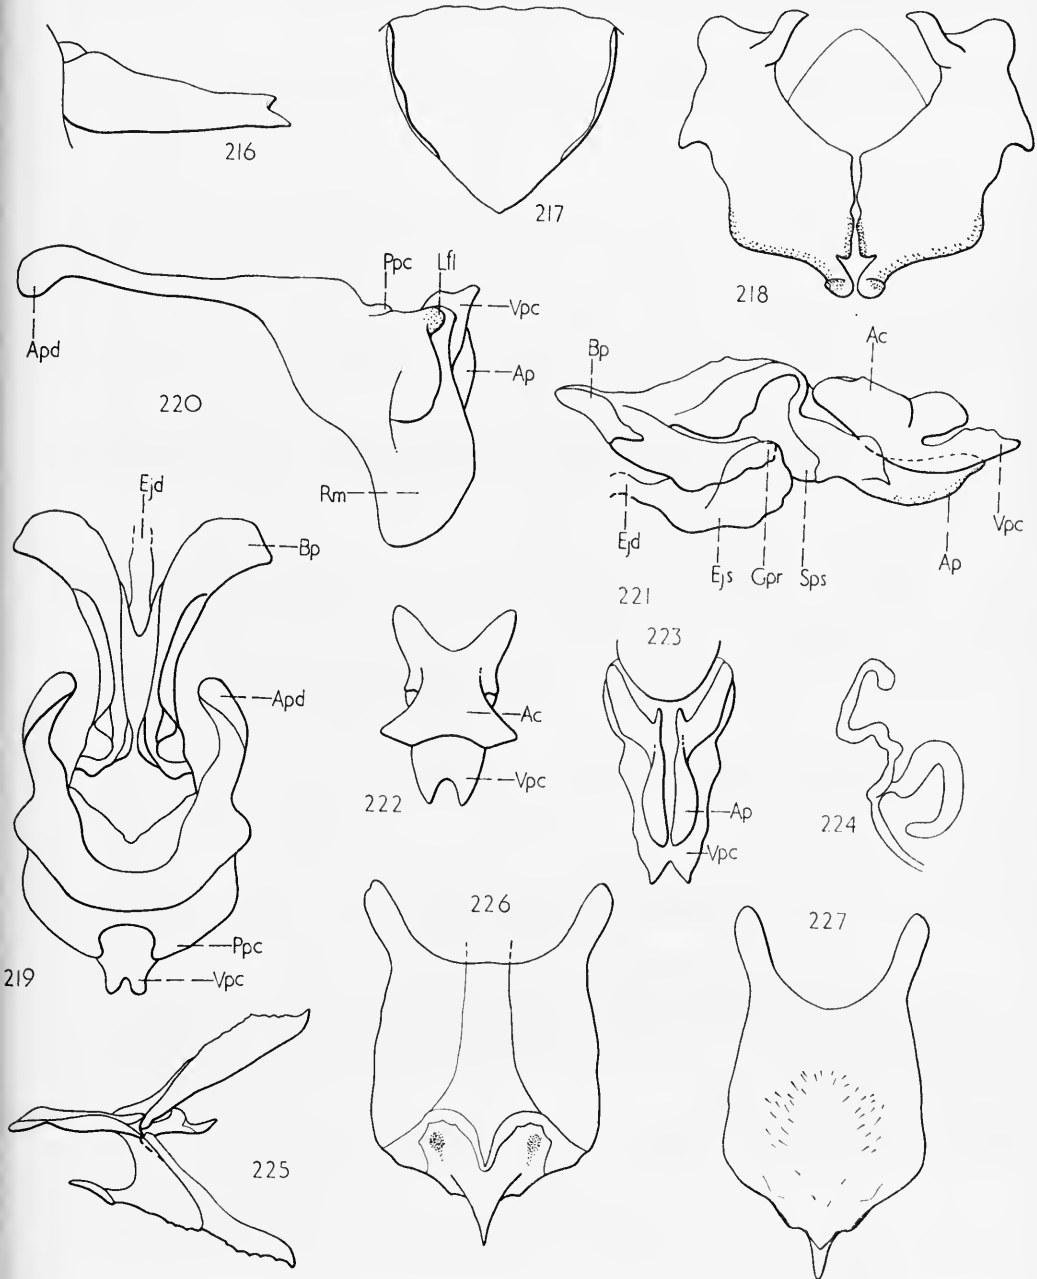 216
217
218
Ppc
Lfl
Vpc
Apd
Ap
220
Rm
Bp
Ac
Ejd
Ejs
Gpr
Sps
Ap
Vpc
221
Ejd
Bp
Apd
Ppc
Vpc
219
Ac
Vpc
222
223
Ap
Vpc
224
225
226
227